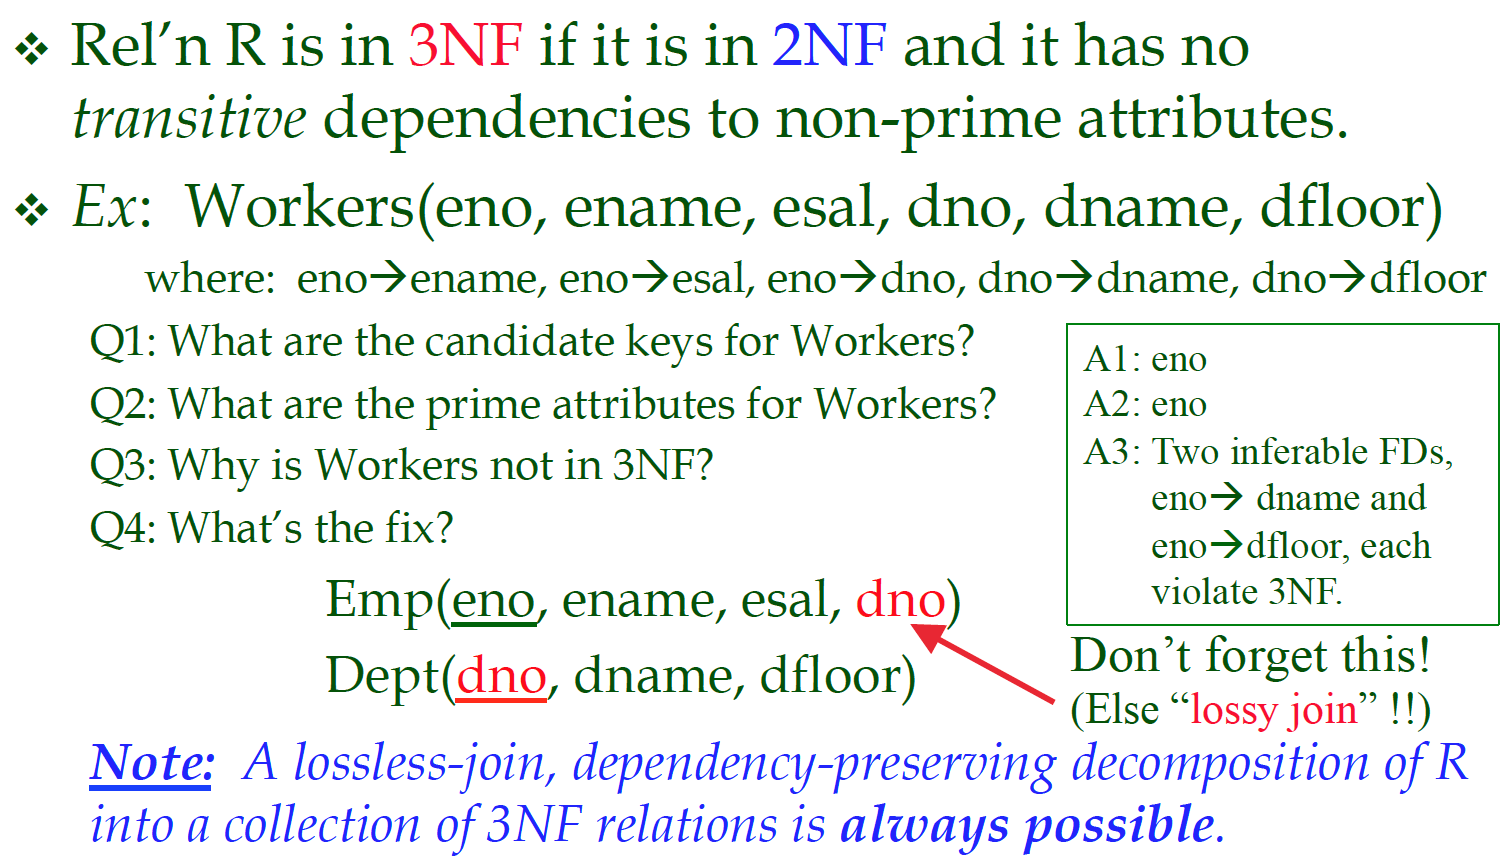 ❖ Rel’n R is in 3NF if it is in 2NF and it has no
transitive dependencies to non-prime attributes.
❖ Ex: Workers(eno, ename, esal, dno, dname, dfloor)
where: eno→ename, eno→esal, eno→dno, dno→dname, dno→dfloor
Q1: What are the candidate keys for Workers?
Q2: What are the prime attributes for Workers?
Q3: Why is Workers not in 3NF?
Q4: What’s the fix?
A1: eno
A2: eno
A3: Two inferable FDs,
eno→ dname and
eno→dfloor, each
violate 3NF.
Emp(eno, ename, esal, dno)
Dept(dno, dname, dfloor)
Don’t forget this!
(Else “lossy join” !!)
Note: A lossless-join, dependency-preserving decomposition of R
into a collection of 3NF relations is always possible.